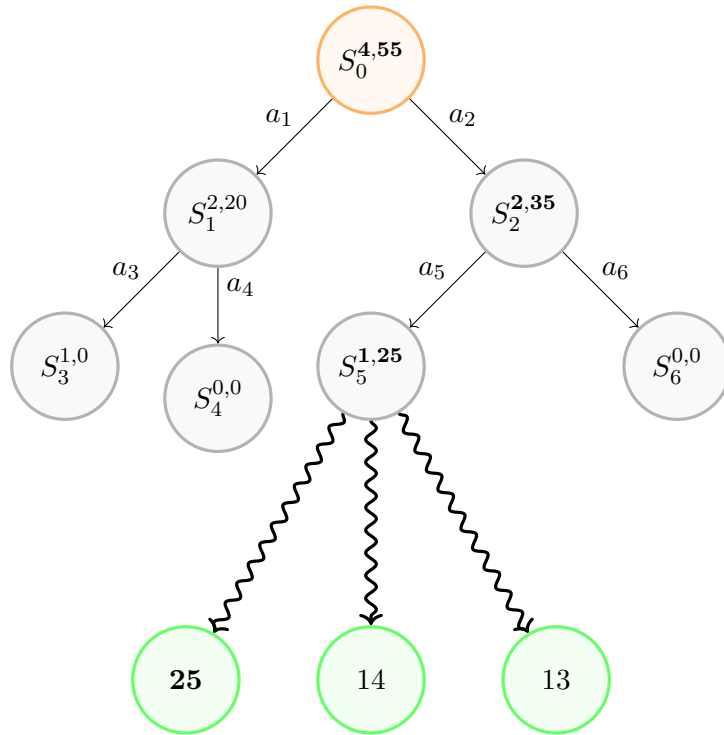 S_0^{4,55}
a_1 a_2
S_1^{2,20} S_2^{2,35}
a_3 a_4 a_5 a_6
S_3^{1,0} S_4^{0,0} S_5^{1,25} S_6^{0,0}
25 14 13